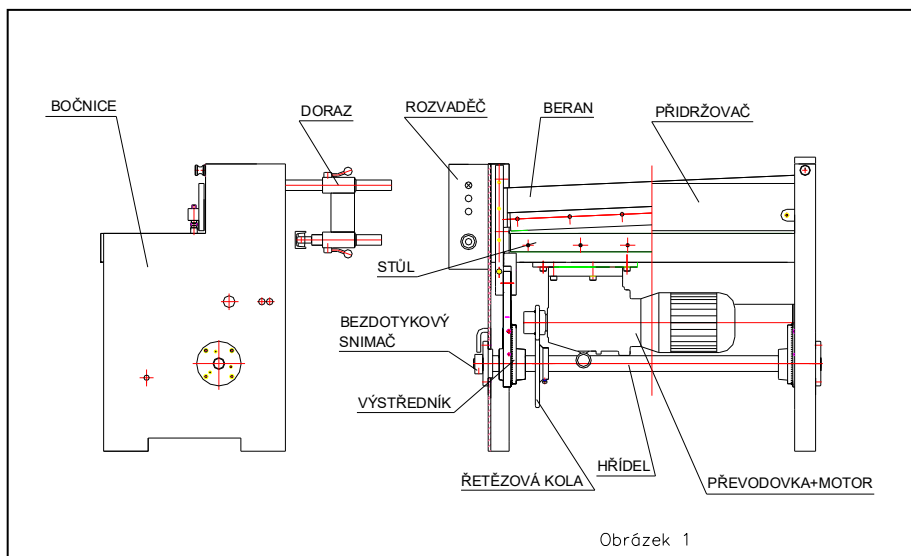 BOČNICE
DORAZ
ROZVADĚČ
BERAN
PŘIDRŽOVAČ
STŮL
BEZDOTYKOVÝ
SNIMAČ
VÝSTŘEDNÍK
ŘETĚZOVÁ KOLA
HŘÍDEL
PŘEVODOVKA+MOTOR
Obrázek 1